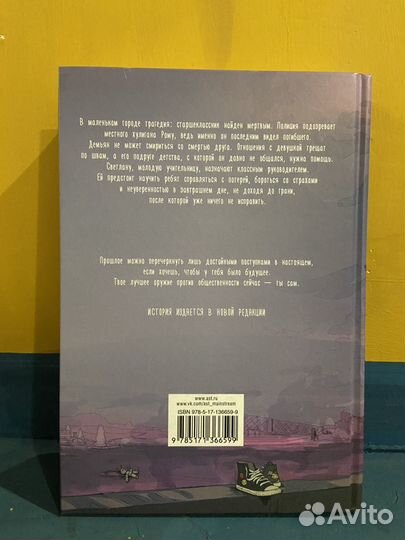 В маленьком городе трагедия: старшеклассник найден мертвым. Полиция подозревает
местного хулигана Рому, ведь именно он последним видел погибшего.
Демьян не может смириться со смертью друга. Отношения с девушкой трещат
по швам, а его подруге детства, с которой он давно не общался, нужна помощь.
Светлану, молодую учительницу, назначают классным руководителем.
Ей предстоит научить ребят справляться с потерей, бороться со страхами
и неуверенностью в завтрашнем дне, не доходя до грани,
после которой уже ничего не исправить.
Прошлое можно перечеркнуть лишь достойными поступками в настоящем,
если хочешь, чтобы у тебя было будущее.
Твое лучшее оружие против общественности сейчас — ты сам.
ИСТОРИЯ ИЗДАЕТСЯ В НОВОЙ РЕДАКЦИИ
www.ast.ru
www.vk.com/ast_mainstream
ISBN 978-5-17-136659-9
9 785171 366599
Avito